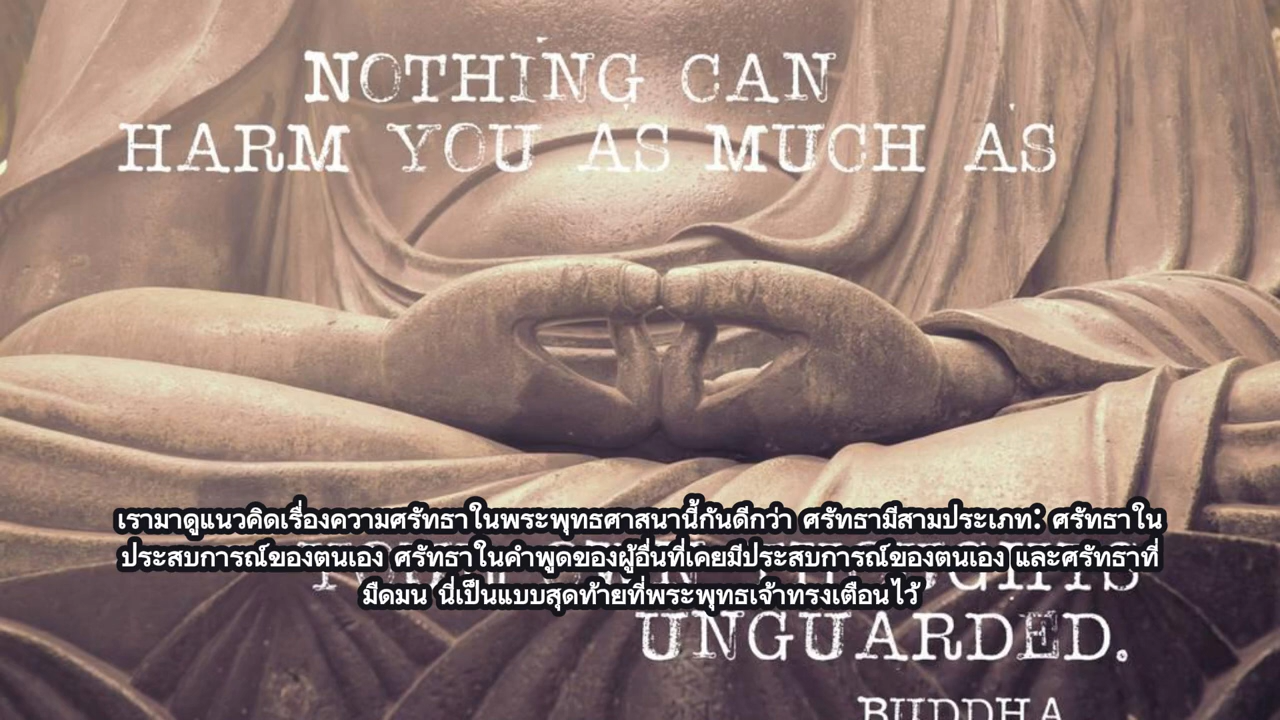 NOTHING CAN
HARM YOU AS MUCH AS
เรามาดูแนวคิดเรื่องความศรัทธาในพระพุทธศาสนานี้กันดีกว่า ศรัทธามีสามประเภท: ศรัทธาใน
ประสบการณ์ของตนเอง ศรัทธาในคำพูดของผู้อื่นที่เคยมีประสบการณ์ของตนเอง และศรัทธาที่
มืดมน นี่เป็นแบบสุดท้ายที่พระพุทธเจ้าทรงเตือนไว้
UNGUARDED.
BUDDHA